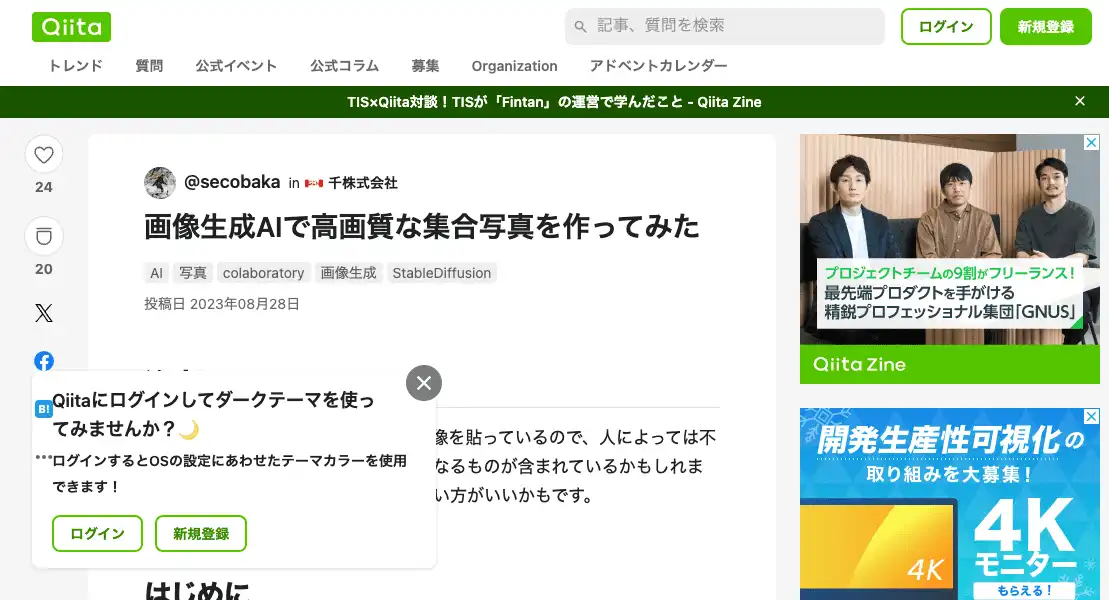 Qiita
記事、質問を検索
ログイン
新規登録
トレンド
質問
公式イベント
公式コラム
募集
Organization
アドベントカレンダー
TIS×Qiita対談！TISが「Fintan」の運営で学んだこと - Qiita Zine
24
20
@secobaka in 千株式会社
画像生成AIで高画質な集合写真を作ってみた
AI
写真
colaboratory
画像生成
StableDiffusion
投稿日 2023年08月28日
像を貼っているので、人によっては不
なるものが含まれているかもしれま
い方がいいかもです。
はじめに
B!
Qiitaにログインしてダークテーマを使っ
てみませんか？🌙
ログインするとOSの設定にあわせたテーマカラーを使用
できます！
ログイン
新規登録
プロジェクトチームの9割がフリーランス！
最先端プロダクトを手がける
精鋭プロフェッショナル集団「GNUS」
Qiita Zine
開発生産性可視化の
取り組みを大募集！
4K
4K
モニター
もらえる！